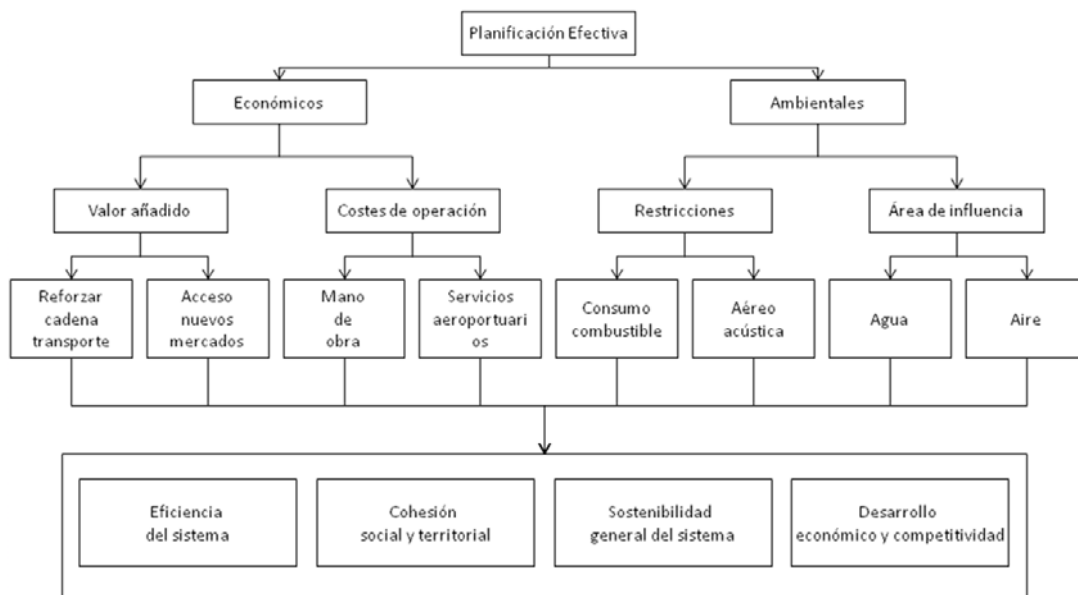 Planificación Efectiva
Económicos
Ambientales
Valor añadido
Costes de operación
Restricciones
Área de influencia
Reforzar
cadena
transporte
Acceso
nuevos
mercados
Mano
de
obra
Servicios
aeroportuari
os
Consumo
combustible
Aéreo
acústica
Agua
Aire
Eficiencia
del sistema
Cohesión
social y territorial
Sostenibilidad
general del sistema
Desarrollo
económico y competitividad